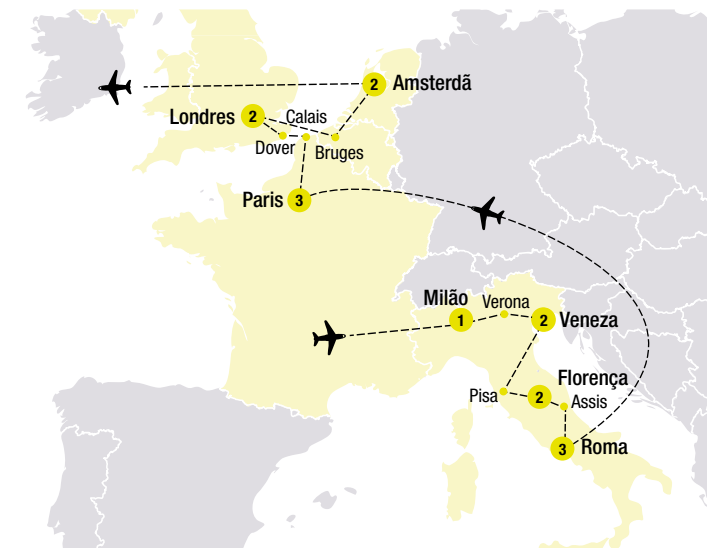 2 Amsterdã
Londres 2
Calais
Dover
Bruges
Paris 3
Milão
1
Verona
2 Veneza
Florença
Pisa
2
Assis
3 Roma